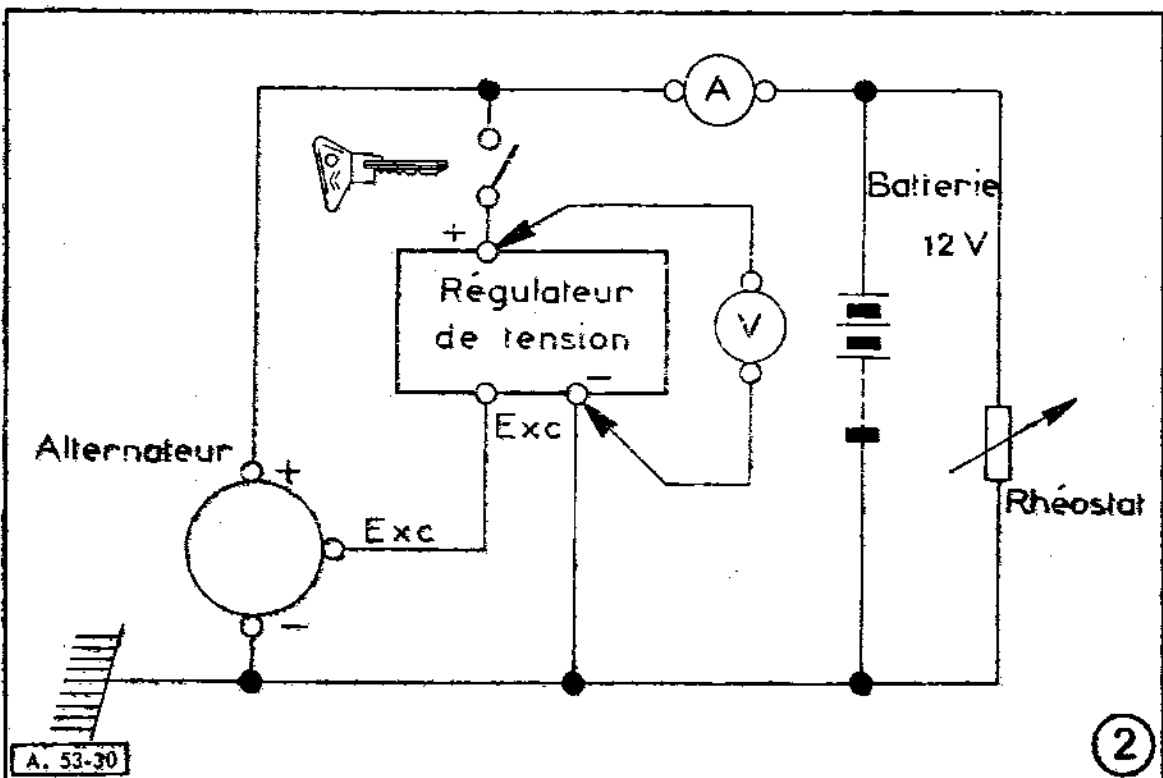 A
Batterie
12 V
+
Régulateur
de tension
V
−
Exc
Alternateur
+
Exc
−
Rhéostat
A. 53-30
2